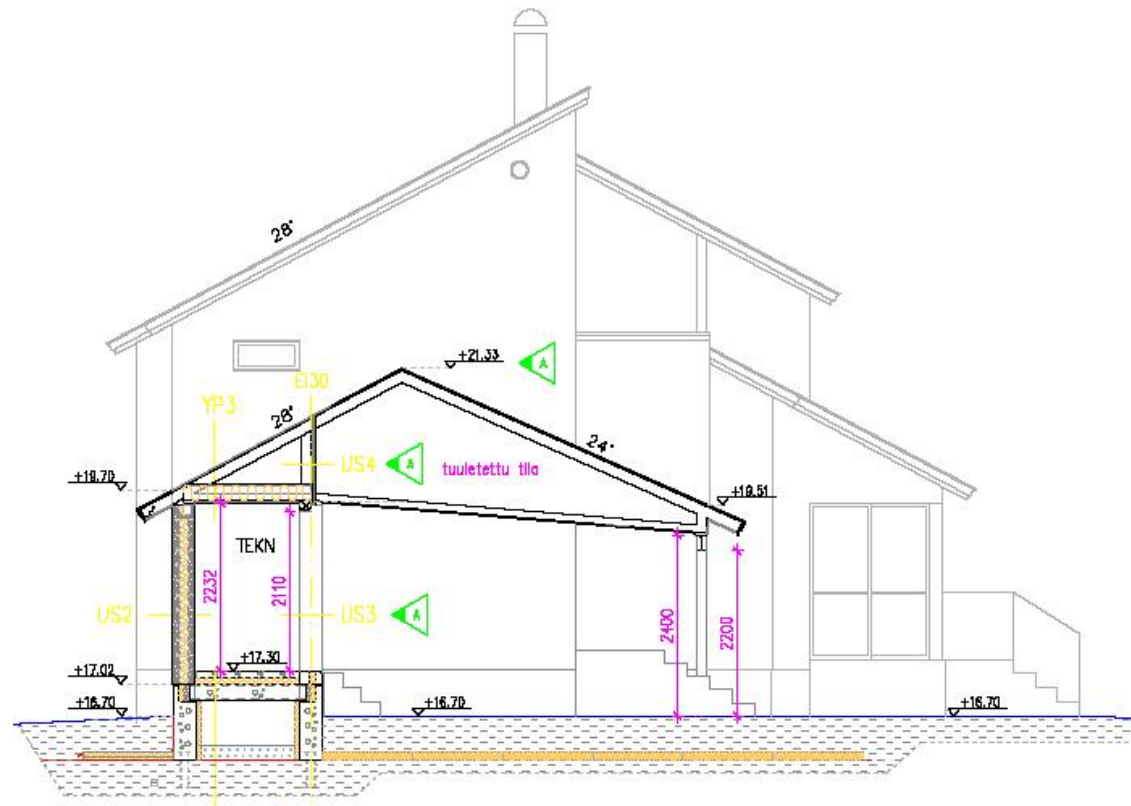 28°
+21.33
A
EI30
YP3
28°
24°
US4
A
tuuletettu tila
+19.70
+19.51
TEKN
2232
2110
US2
US3
A
2400
2200
+17.30
+17.02
+16.70
+16.70
+16.70